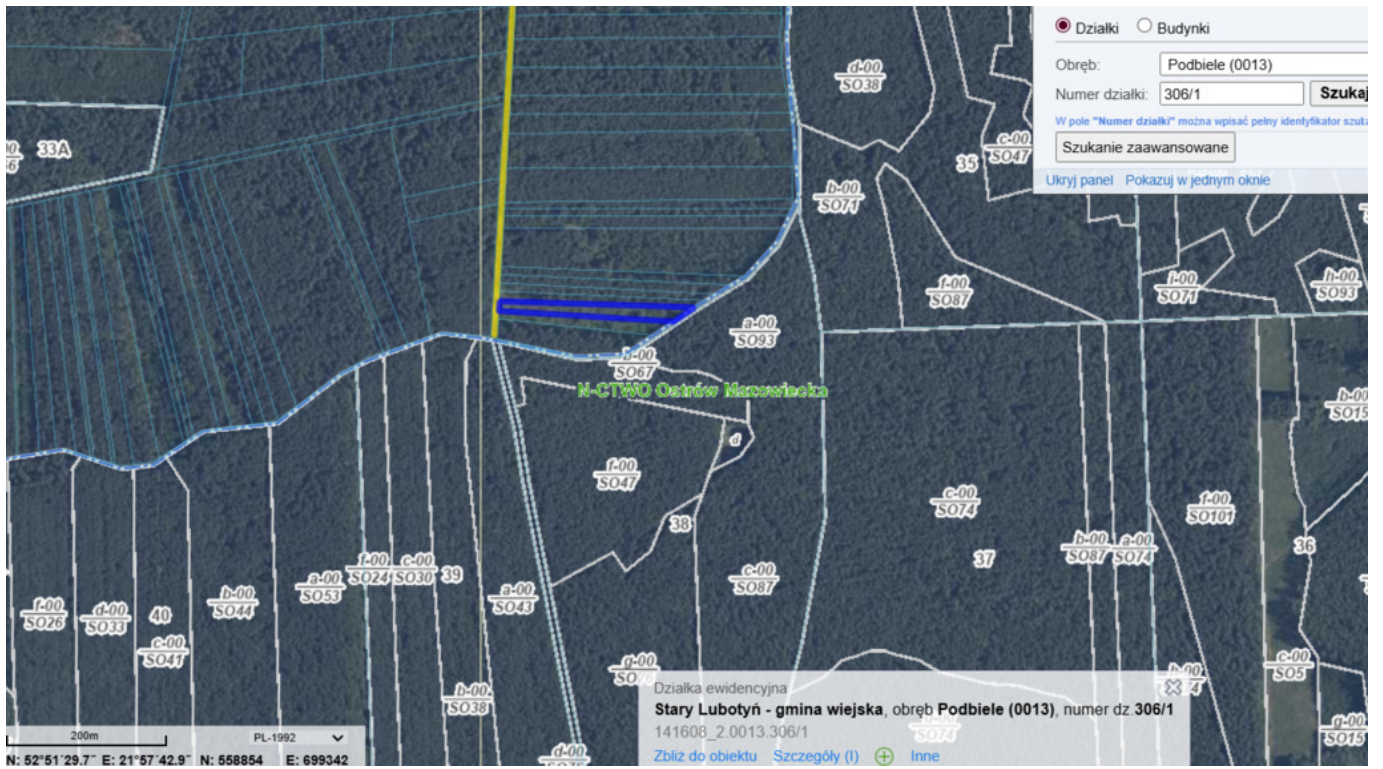 Działki Budynki
Obręb: Podbiele (0013)
Numer działki: 306/1 Szukaj
W pole "Numer działki" można wpisać pełny identyfikator
Szukanie zaawansowane
Ukryj panel Pokazuj w jednym oknie
d-00
SO38
33A
35
c-00
SO47
b-00
SO71
f-00
SO87
i-00
SO71
h-00
SO93
a-00
SO93
b-00
SO67
N-CTWO Ostrów Mazowiecka
b-00
SO15
d
f-00
SO47
38
c-00
SO74
f-00
SO101
37
b-00
SO87
a-00
SO74
36
f-00
SO24
c-00
SO30
39
a-00
SO53
a-00
SO43
c-00
SO87
b-00
SO44
f-00
SO26
d-00
SO33
40
c-00
SO41
b-00
SO38
g-00
c-00
SO5
g-00
SO15
d-00
Działka ewidencyjna
Stary Lubotyń - gmina wiejska, obręb Podbiele (0013), numer dz.306/1
141608_2.0013.306/1
Zbliż do obiektu Szczegóły (I) Inne
200m PL-1992
N: 52°51´29.7¨ E: 21°57´42.9¨ N: 558854 E: 699342